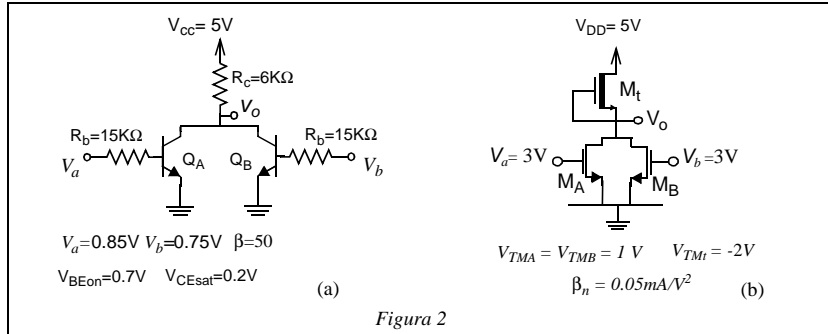 V_cc= 5V
R_c=6KΩ
v_o
R_b=15KΩ
R_b=15KΩ
V_a
Q_A
Q_B
V_b
V_a=0.85V V_b=0.75V β=50
V_BEon=0.7V V_CEsat=0.2V
(a)
V_DD= 5V
M_t
V_o
V_a= 3V
V_b=3V
M_A
M_B
V_TMA = V_TMB = 1 V V_TMt = -2V
β_n = 0.05mA/V²
(b)
Figura 2